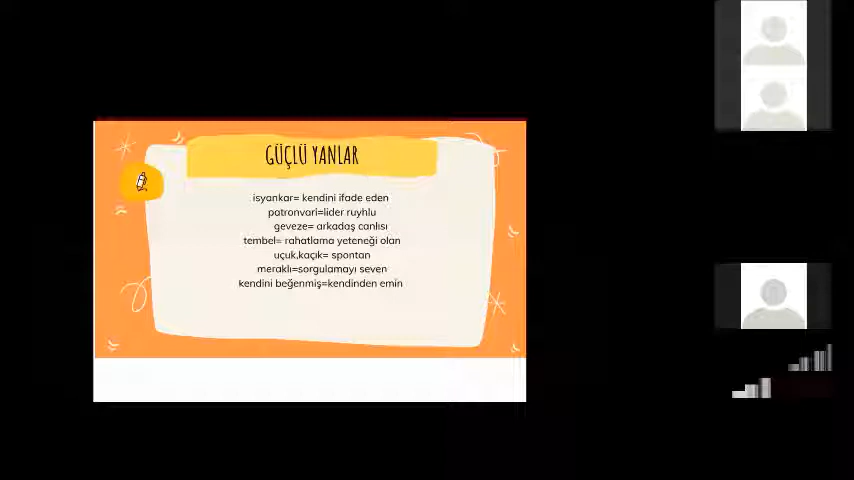 GÜÇLÜ YANLAR
isyankar= kendini ifade eden
patronvari=lider ruyhlu
geveze= arkadaş canlısı
tembel= rahatlama yeteneği olan
uçuk,kaçık= spontan
meraklı=sorgulamayı seven
kendini beğenmiş=kendinden emin